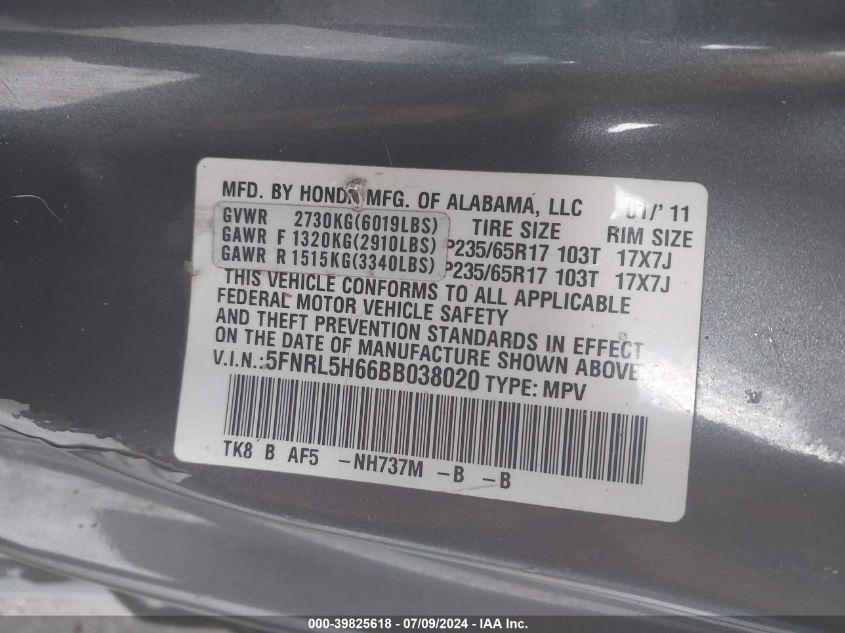 MFD. BY HONDA MFG. OF ALABAMA, LLC 01/'11
GVWR 2730KG(6019LBS) TIRE SIZE RIM SIZE
GAWR F 1320KG(2910LBS) P235/65R17 103T 17X7J
GAWR R 1515KG(3340LBS) P235/65R17 103T 17X7J
THIS VEHICLE CONFORMS TO ALL APPLICABLE
FEDERAL MOTOR VEHICLE SAFETY
AND THEFT PREVENTION STANDARDS IN EFFECT
ON THE DATE OF MANUFACTURE SHOWN ABOVE.
V.I.N.:5FNRL5H66BB038020 TYPE: MPV
TK8 B AF5 -NH737M -B -B
000-39825618 - 07/09/2024 - IAA Inc.